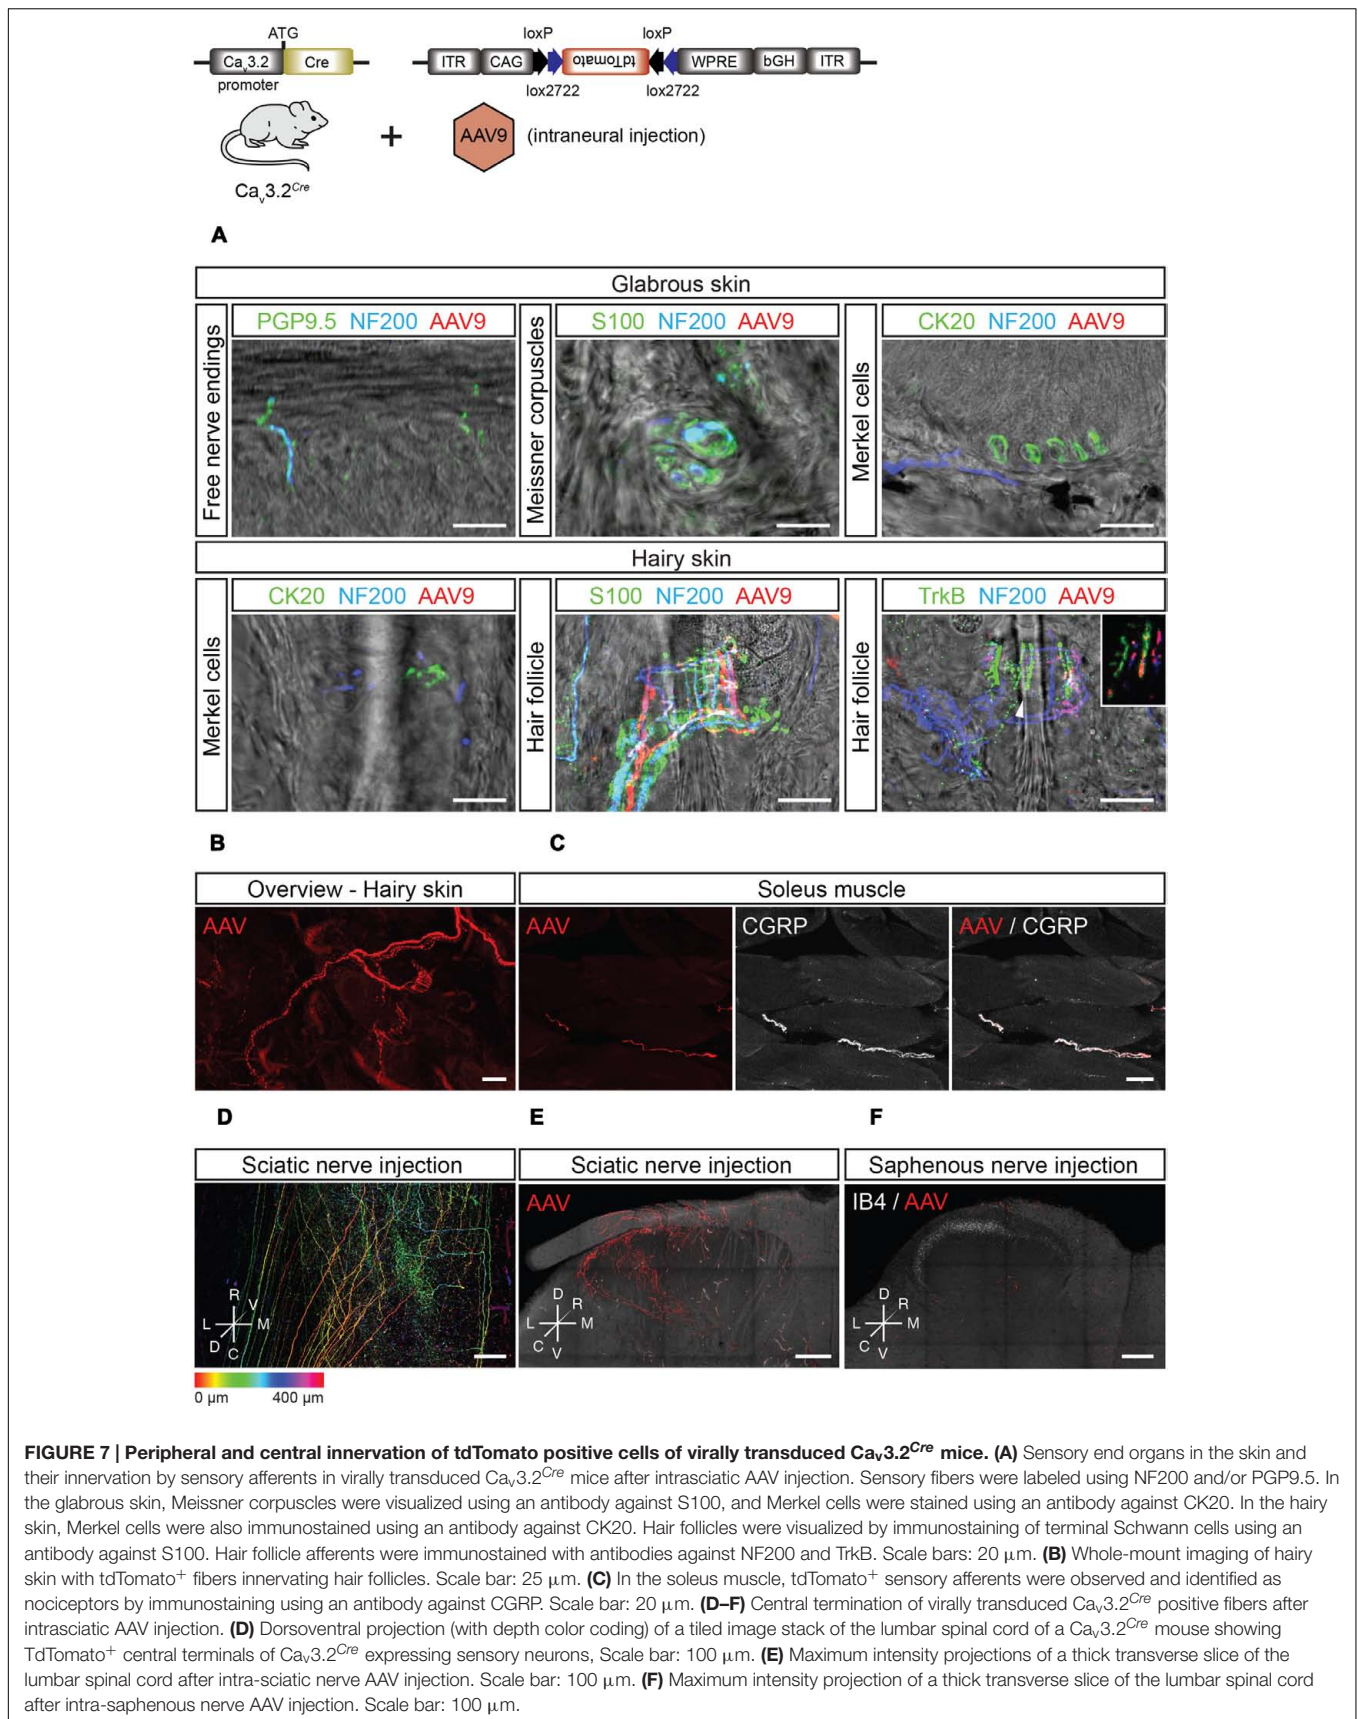 ATG
loxP
loxP
Cav3.2
Cre
ITR
CAG
tdTomato
WPRE
bGH
ITR
promoter
lox2722
lox2722
+
AAV9
(intraneural injection)
Cav3.2Cre
A
Glabrous skin
Free nerve endings
PGP9.5 NF200 AAV9
Meissner corpuscles
S100 NF200 AAV9
Merkel cells
CK20 NF200 AAV9
Hairy skin
Merkel cells
CK20 NF200 AAV9
Hair follicle
S100 NF200 AAV9
Hair follicle
TrkB NF200 AAV9
B
C
Overview - Hairy skin
Soleus muscle
AAV
AAV
CGRP
AAV / CGRP
D
E
F
Sciatic nerve injection
Sciatic nerve injection
Saphenous nerve injection
AAV
IB4 / AAV
R
V
L
M
D
C
D
R
L
M
C
V
D
R
L
M
C
V
0 µm
400 µm
FIGURE 7 | Peripheral and central innervation of tdTomato positive cells of virally transduced Cav3.2Cre mice. (A) Sensory end organs in the skin and
their innervation by sensory afferents in virally transduced Cav3.2Cre mice after intrasciatic AAV injection. Sensory fibers were labeled using NF200 and/or PGP9.5. In
the glabrous skin, Meissner corpuscles were visualized using an antibody against S100, and Merkel cells were stained using an antibody against CK20. In the hairy
skin, Merkel cells were also immunostained using an antibody against CK20. Hair follicles were visualized by immunostaining of terminal Schwann cells using an
antibody against S100. Hair follicle afferents were immunostained with antibodies against NF200 and TrkB. Scale bars: 20 µm. (B) Whole-mount imaging of hairy
skin with tdTomato+ fibers innervating hair follicles. Scale bar: 25 µm. (C) In the soleus muscle, tdTomato+ sensory afferents were observed and identified as
nociceptors by immunostaining using an antibody against CGRP. Scale bar: 20 µm. (D–F) Central termination of virally transduced Cav3.2Cre positive fibers after
intrasciatic AAV injection. (D) Dorsoventral projection (with depth color coding) of a tiled image stack of the lumbar spinal cord of a Cav3.2Cre mouse showing
TdTomato+ central terminals of Cav3.2Cre expressing sensory neurons, Scale bar: 100 µm. (E) Maximum intensity projections of a thick transverse slice of the
lumbar spinal cord after intra-sciatic nerve AAV injection. Scale bar: 100 µm. (F) Maximum intensity projection of a thick transverse slice of the lumbar spinal cord
after intra-saphenous nerve AAV injection. Scale bar: 100 µm.